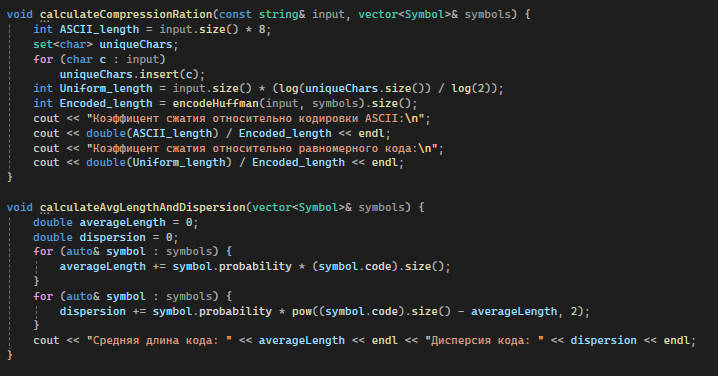 void calculateCompressionRation(const string& input, vector<Symbol>& symbols) {
    int ASCII_length = input.size() * 8;
    set<char> uniqueChars;
    for (char c : input)
        uniqueChars.insert(c);
    int Uniform_length = input.size() * (log(uniqueChars.size()) / log(2));
    int Encoded_length = encodeHuffman(input, symbols).size();
    cout << "Коэффицент сжатия относительно кодировки ASCII:\n";
    cout << double(ASCII_length) / Encoded_length << endl;
    cout << "Коэффицент сжатия относительно равномерного кода:\n";
    cout << double(Uniform_length) / Encoded_length << endl;
}
void calculateAvgLengthAndDispersion(vector<Symbol>& symbols) {
    double averageLength = 0;
    double dispersion = 0;
    for (auto& symbol : symbols) {
        averageLength += symbol.probability * (symbol.code).size();
    }
    for (auto& symbol : symbols) {
        dispersion += symbol.probability * pow((symbol.code).size() - averageLength, 2);
    }
    cout << "Средняя длина кода: " << averageLength << endl << "Дисперсия кода: " << dispersion << endl;
}